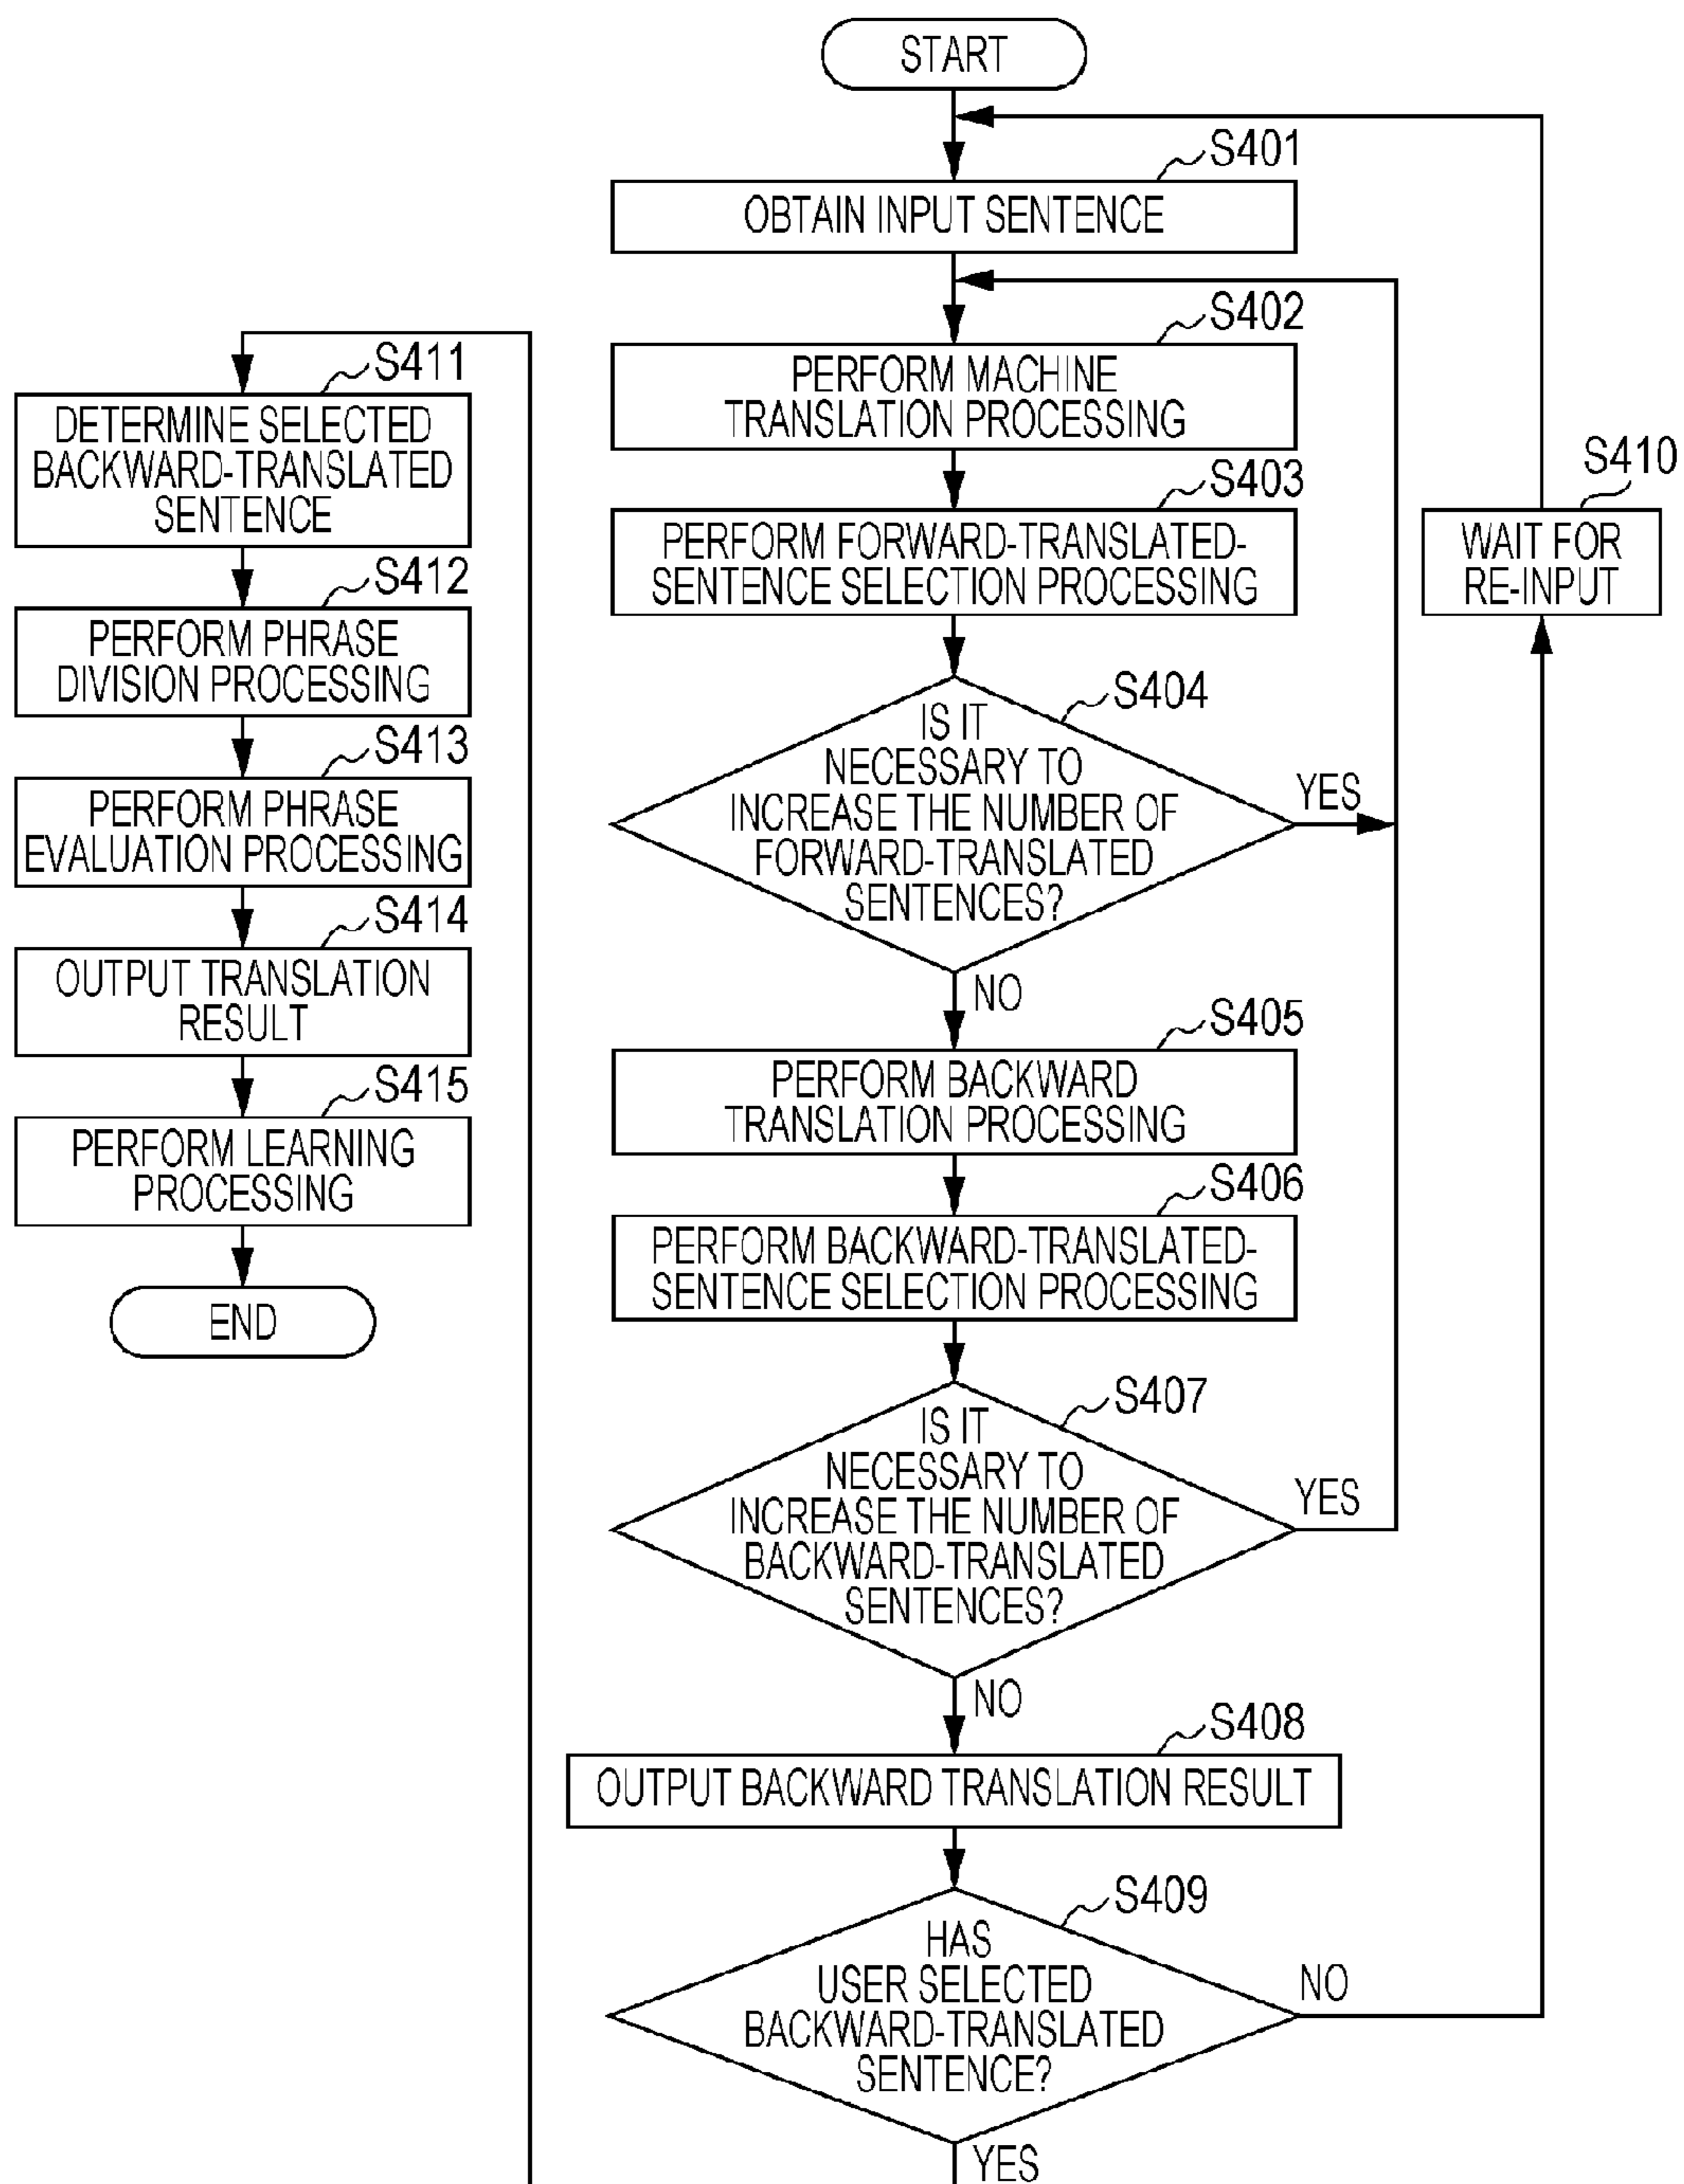 START
S401
OBTAIN INPUT SENTENCE
S402
PERFORM MACHINE
TRANSLATION PROCESSING
S403
PERFORM FORWARD-TRANSLATED-
SENTENCE SELECTION PROCESSING
S404
IS IT
NECESSARY TO
INCREASE THE NUMBER OF
FORWARD-TRANSLATED
SENTENCES?
YES
NO
S405
PERFORM BACKWARD
TRANSLATION PROCESSING
S406
PERFORM BACKWARD-TRANSLATED-
SENTENCE SELECTION PROCESSING
S407
IS IT
NECESSARY TO
INCREASE THE NUMBER OF
BACKWARD-TRANSLATED
SENTENCES?
YES
NO
S408
OUTPUT BACKWARD TRANSLATION RESULT
S409
HAS
USER SELECTED
BACKWARD-TRANSLATED
SENTENCE?
NO
YES
S410
WAIT FOR
RE-INPUT
S411
DETERMINE SELECTED
BACKWARD-TRANSLATED
SENTENCE
S412
PERFORM PHRASE
DIVISION PROCESSING
S413
PERFORM PHRASE
EVALUATION PROCESSING
S414
OUTPUT TRANSLATION
RESULT
S415
PERFORM LEARNING
PROCESSING
END